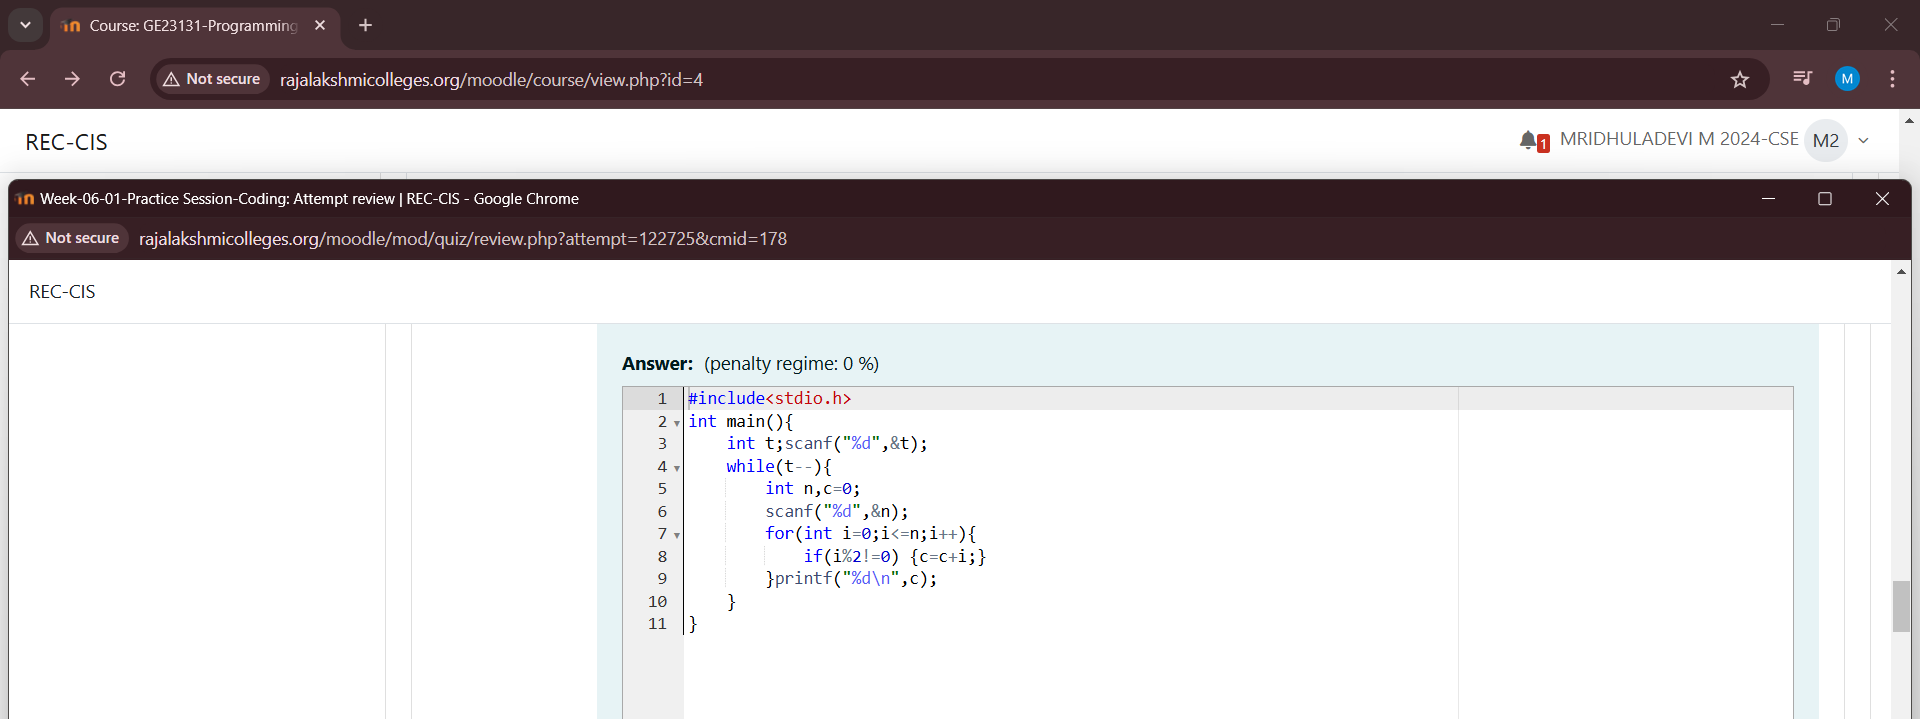 Course: GE23131-Programming
Not secure
rajalakshmicolleges.org/moodle/course/view.php?id=4
M
REC-CIS
1
MRIDHULADEVI M 2024-CSE
M2
Week-06-01-Practice Session-Coding: Attempt review | REC-CIS - Google Chrome
Not secure
rajalakshmicolleges.org/moodle/mod/quiz/review.php?attempt=122725&cmid=178
REC-CIS
Answer: (penalty regime: 0 %)
1 #include<stdio.h>
2 int main(){
3     int t;scanf("%d",&t);
4     while(t--){
5         int n,c=0;
6         scanf("%d",&n);
7         for(int i=0;i<=n;i++){
8             if(i%2!=0) {c=c+i;}
9         }printf("%d\n",c);
10     }
11 }